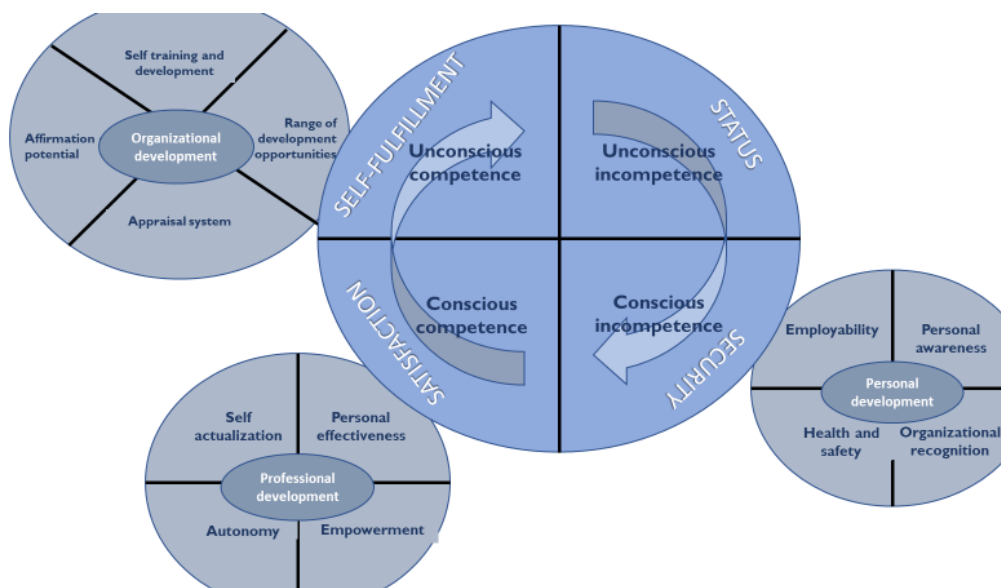 Self training and
development
Affirmation
potential
Organizational
development
Range of
development
opportunities
Appraisal system
SELF-FULFILLMENT
STATUS
Unconscious
competence
Unconscious
incompetence
Conscious
competence
Conscious
incompetence
SATISFACTION
SECURITY
Employability
Personal
awareness
Personal
development
Health and
safety
Organizational
recognition
Self
actualization
Personal
effectiveness
Professional
development
Autonomy
Empowerment